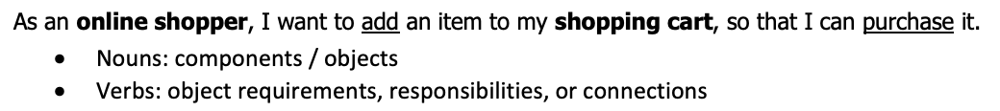 As an online shopper, I want to add an item to my shopping cart, so that I can purchase it.
• Nouns: components / objects
• Verbs: object requirements, responsibilities, or connections